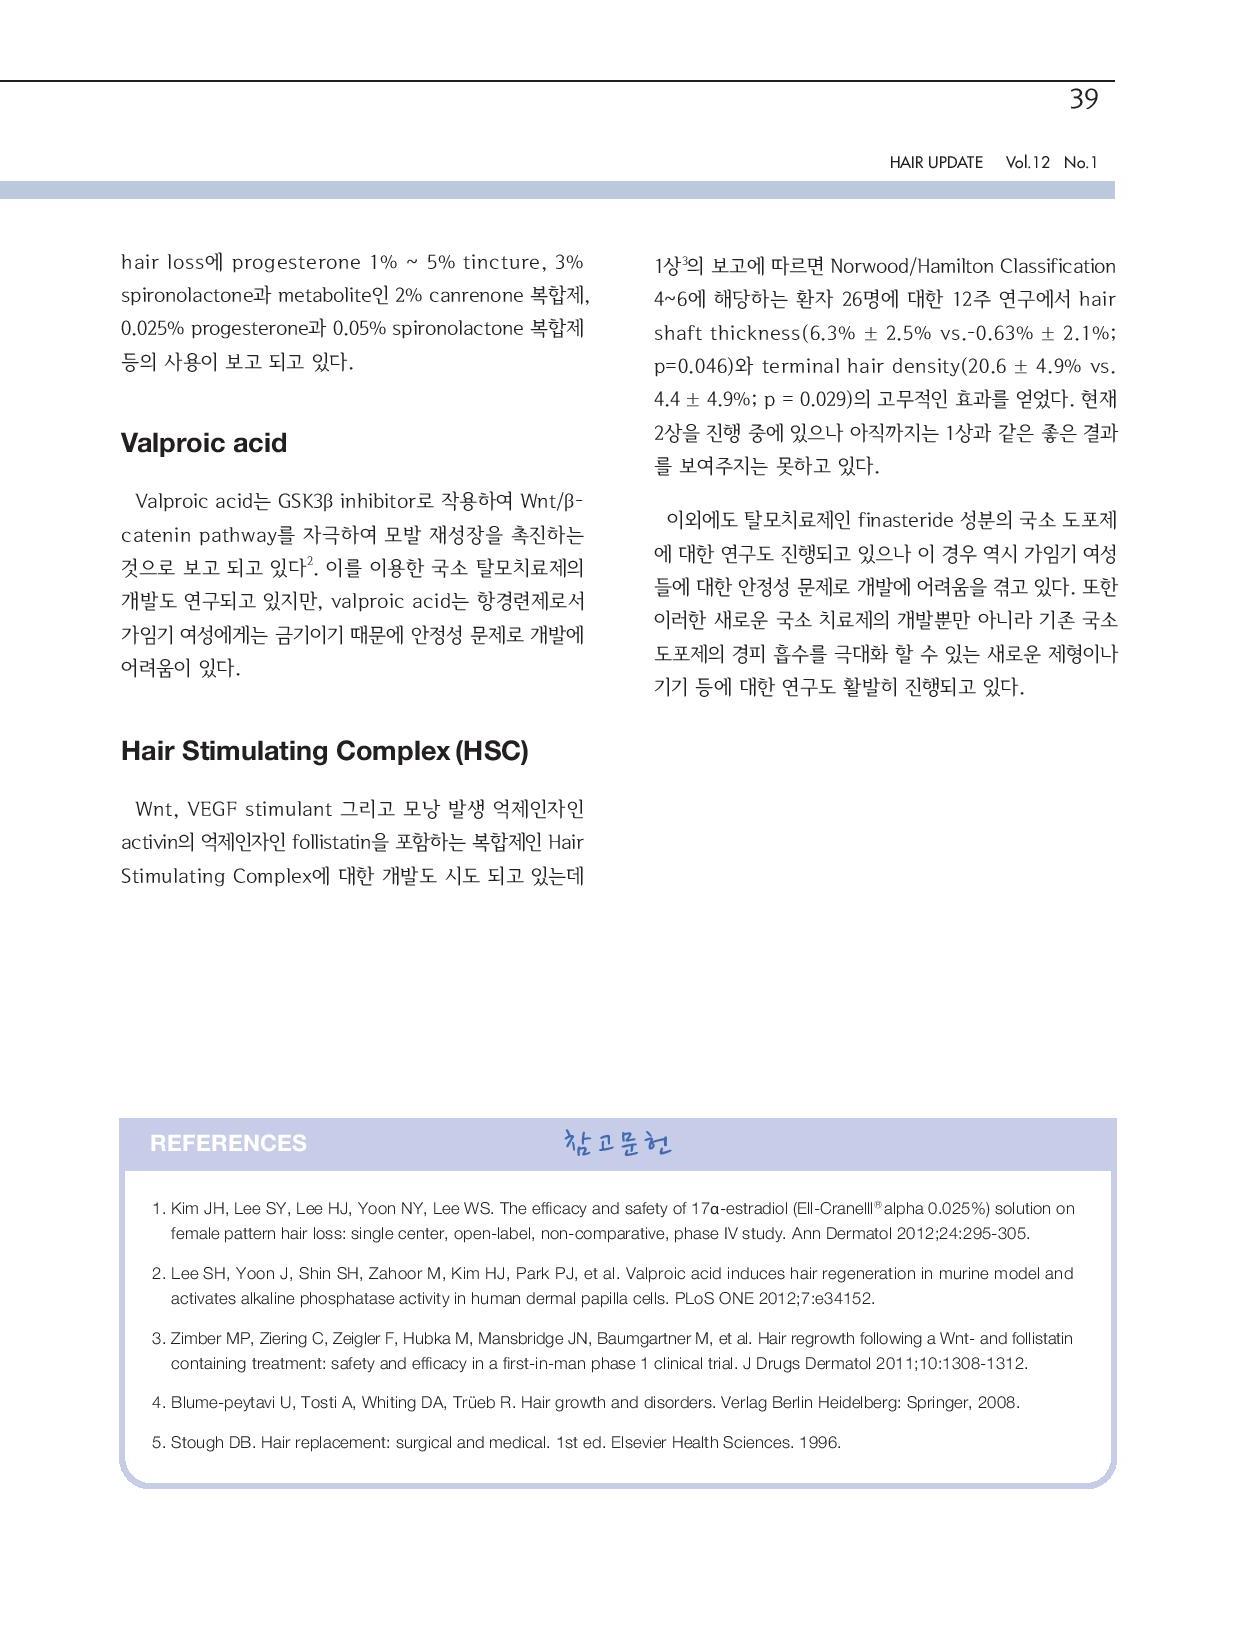 39
HAIR UPDATE Vol.12 No.1
hair loss에 progesterone 1% ~ 5% tincture, 3%
spironolactone과 metabolite인 2% canrenone 복합제,
0.025% progesterone과 0.05% spironolactone 복합제
등의 사용이 보고 되고 있다.
Valproic acid
Valproic acid는 GSK3β inhibitor로 작용하여 Wnt/β-
catenin pathway를 자극하여 모발 재성장을 촉진하는
것으로 보고 되고 있다2. 이를 이용한 국소 탈모치료제의
개발도 연구되고 있지만, valproic acid는 항경련제로서
가임기 여성에게는 금기이기 때문에 안정성 문제로 개발에
어려움이 있다.
Hair Stimulating Complex (HSC)
Wnt, VEGF stimulant 그리고 모낭 발생 억제인자인
activin의 억제인자인 follistatin을 포함하는 복합제인 Hair
Stimulating Complex에 대한 개발도 시도 되고 있는데
1상3의 보고에 따르면 Norwood/Hamilton Classification
4~6에 해당하는 환자 26명에 대한 12주 연구에서 hair
shaft thickness(6.3% ± 2.5% vs.-0.63% ± 2.1%;
p=0.046)와 terminal hair density(20.6 ± 4.9% vs.
4.4 ± 4.9%; p = 0.029)의 고무적인 효과를 얻었다. 현재
2상을 진행 중에 있으나 아직까지는 1상과 같은 좋은 결과
를 보여주지는 못하고 있다.
이외에도 탈모치료제인 finasteride 성분의 국소 도포제
에 대한 연구도 진행되고 있으나 이 경우 역시 가임기 여성
들에 대한 안정성 문제로 개발에 어려움을 겪고 있다. 또한
이러한 새로운 국소 치료제의 개발뿐만 아니라 기존 국소
도포제의 경피 흡수를 극대화 할 수 있는 새로운 제형이나
기기 등에 대한 연구도 활발히 진행되고 있다.
REFERENCES 참고문헌
1. Kim JH, Lee SY, Lee HJ, Yoon NY, Lee WS. The efficacy and safety of 17α-estradiol (Ell-Cranelll®alpha 0.025%) solution on
female pattern hair loss: single center, open-label, non-comparative, phase IV study. Ann Dermatol 2012;24:295-305.
2. Lee SH, Yoon J, Shin SH, Zahoor M, Kim HJ, Park PJ, et al. Valproic acid induces hair regeneration in murine model and
activates alkaline phosphatase activity in human dermal papilla cells. PLoS ONE 2012;7:e34152.
3. Zimber MP, Ziering C, Zeigler F, Hubka M, Mansbridge JN, Baumgartner M, et al. Hair regrowth following a Wnt- and follistatin
containing treatment: safety and efficacy in a first-in-man phase 1 clinical trial. J Drugs Dermatol 2011;10:1308-1312.
4. Blume-peytavi U, Tosti A, Whiting DA, Trüeb R. Hair growth and disorders. Verlag Berlin Heidelberg: Springer, 2008.
5. Stough DB. Hair replacement: surgical and medical. 1st ed. Elsevier Health Sciences. 1996.